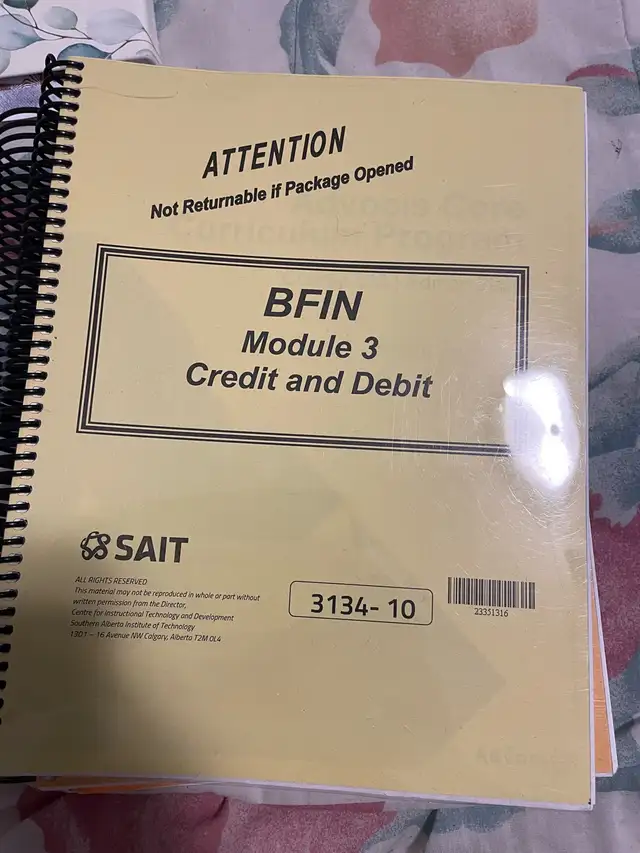 ATTENTION
Not Returnable if Package Opened
BFIN
Module 3
Credit and Debit
SAIT
ALL RIGHTS RESERVED
This material may not be reproduced in whole or part without
written permission from the Director,
Centre for Instructional Technology and Development
Southern Alberta Institute of Technology
1301 – 16 Avenue NW Calgary, Alberta T2M 0L4
3134- 10
23351316